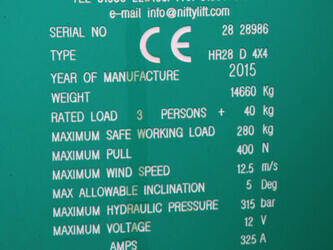 e-mail info@niftylift.com
SERIAL NO 28 28986
CE
TYPE HR28 D 4X4
YEAR OF MANUFACTURE 2015
WEIGHT 14660 Kg
RATED LOAD 3 PERSONS + 40 kg
MAXIMUM SAFE WORKING LOAD 280 kg
MAXIMUM PULL 400 N
MAXIMUM WIND SPEED 12.5 m/s
MAX ALLOWABLE INCLINATION 5 Deg
MAXIMUM HYDRAULIC PRESSURE 315 bar
MAXIMUM VOLTAGE 12 V
AMPS 325 A